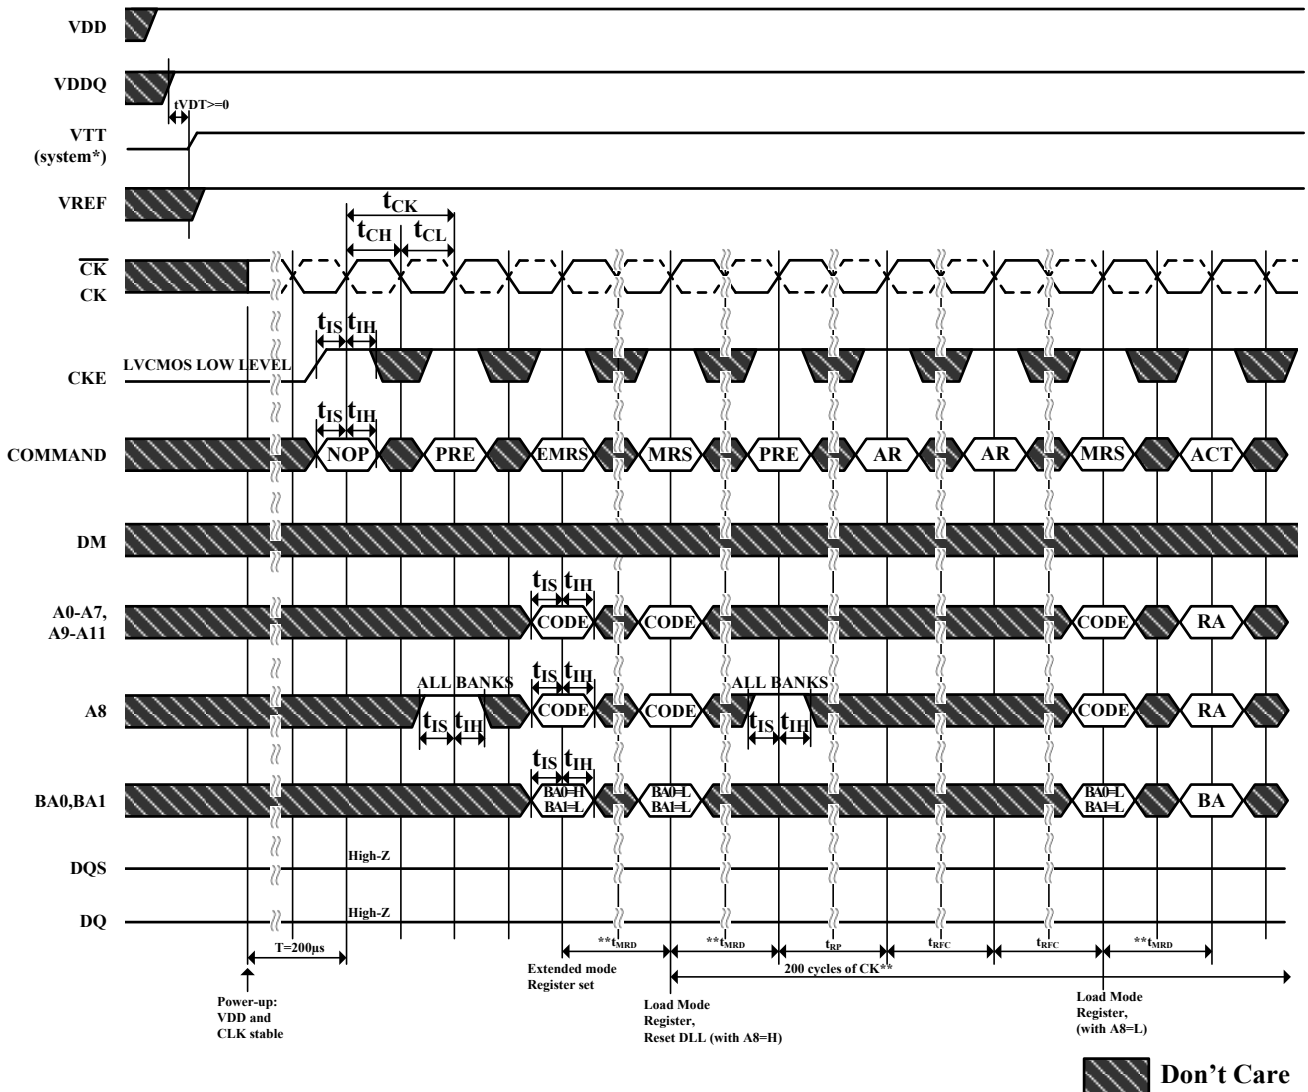 VDD
VDDQ
tVDT>=0
VTT
(system*)
VREF
tCK
tCH tCL
CK
CK
tIS tIH
LVCMOS LOW LEVEL
CKE
tIS tIH
COMMAND NOP PRE EMRS MRS PRE AR AR MRS ACT
DM
tIS tIH
A0-A7,
A9-A11
CODE CODE CODE RA
tIS tIH
ALL BANKS ALL BANKS
A8 CODE CODE CODE RA
tIS tIH tIS tIH
tIS tIH
BA0,BA1
BA0=H
BA1=L
BA0=L
BA1=L
BA0=L
BA1=L
BA
High-Z
DQS
High-Z
DQ
T=200µs
**tMRD **tMRD tRP tRFC tRFC **tMRD
200 cycles of CK**
Extended mode
Register set
Power-up:
VDD and
CLK stable
Load Mode
Register,
Reset DLL (with A8=H)
Load Mode
Register,
(with A8=L)
Don't Care